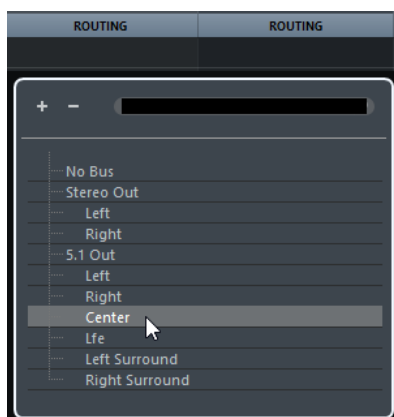 ROUTING ROUTING
+ −
No Bus
Stereo Out
Left
Right
5.1 Out
Left
Right
Center
Lfe
Left Surround
Right Surround